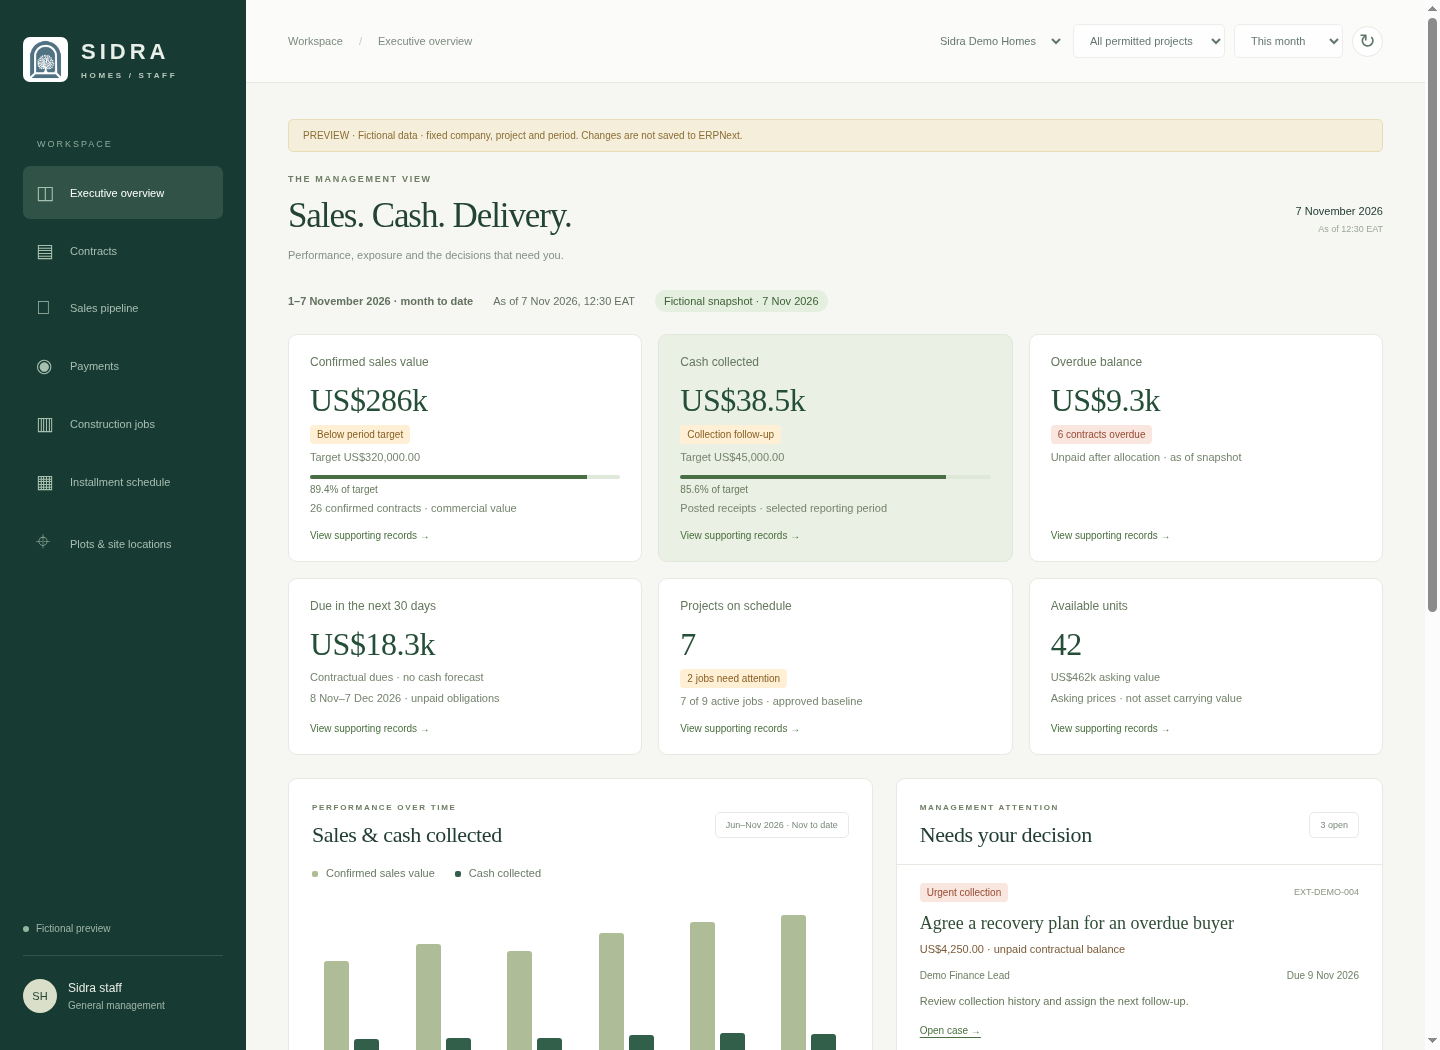 SIDRA
HOMES / STAFF
WORKSPACE
Executive overview
Contracts
Sales pipeline
Payments
Construction jobs
Installment schedule
Plots & site locations
Fictional preview
SH
Sidra staff
General management
Workspace / Executive overview
Sidra Demo Homes
All permitted projects
This month
PREVIEW · Fictional data · fixed company, project and period. Changes are not saved to ERPNext.
THE MANAGEMENT VIEW
Sales. Cash. Delivery.
Performance, exposure and the decisions that need you.
7 November 2026
As of 12:30 EAT
1–7 November 2026 · month to date
As of 7 Nov 2026, 12:30 EAT
Fictional snapshot · 7 Nov 2026
Confirmed sales value
US$286k
Below period target
Target US$320,000.00
89.4% of target
26 confirmed contracts · commercial value
View supporting records →
Cash collected
US$38.5k
Collection follow-up
Target US$45,000.00
85.6% of target
Posted receipts · selected reporting period
View supporting records →
Overdue balance
US$9.3k
6 contracts overdue
Unpaid after allocation · as of snapshot
View supporting records →
Due in the next 30 days
US$18.3k
Contractual dues · no cash forecast
8 Nov–7 Dec 2026 · unpaid obligations
View supporting records →
Projects on schedule
7
2 jobs need attention
7 of 9 active jobs · approved baseline
View supporting records →
Available units
42
US$462k asking value
Asking prices · not asset carrying value
View supporting records →
PERFORMANCE OVER TIME
Sales & cash collected
Jun–Nov 2026 · Nov to date
Confirmed sales value
Cash collected
MANAGEMENT ATTENTION
Needs your decision
3 open
Urgent collection
EXT-DEMO-004
Agree a recovery plan for an overdue buyer
US$4,250.00 · unpaid contractual balance
Demo Finance Lead
Due 9 Nov 2026
Review collection history and assign the next follow-up.
Open case →